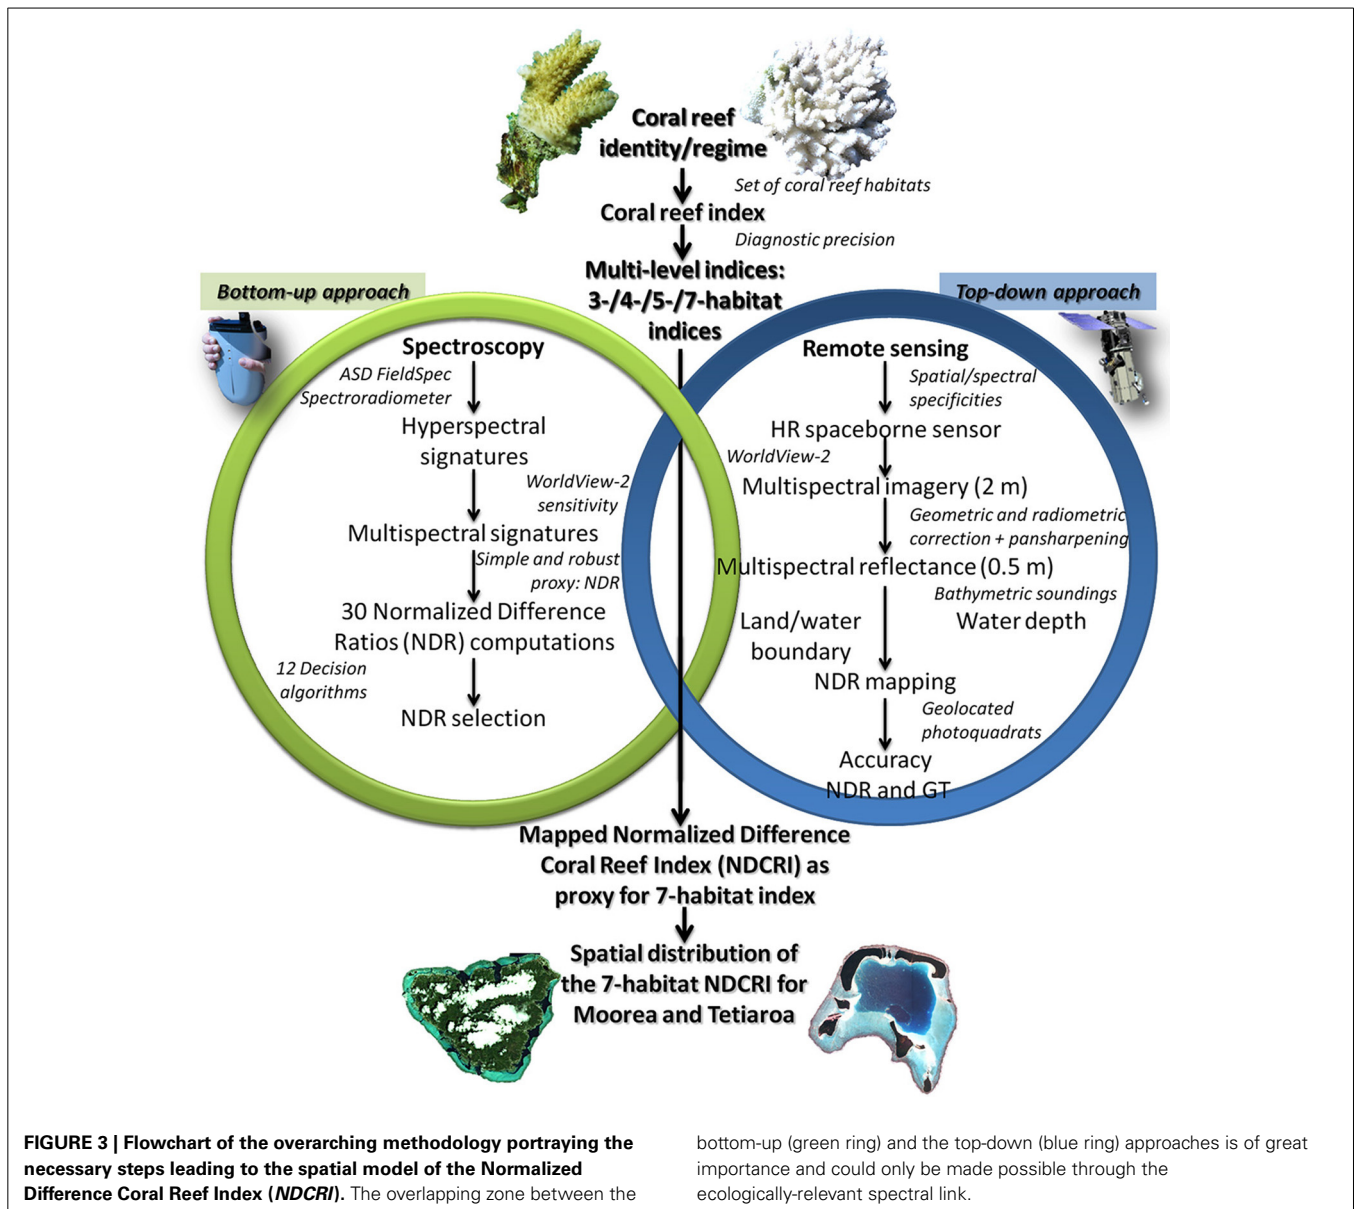 Coral reef
identity/regime
Set of coral reef habitats
Coral reef index
Diagnostic precision
Multi-level indices:
3-/4-/5-/7-habitat
indices
Bottom-up approach
Spectroscopy
ASD FieldSpec
Spectroradiometer
Hyperspectral
signatures
WorldView-2
sensitivity
Multispectral signatures
Simple and robust
proxy: NDR
30 Normalized Difference
Ratios (NDR) computations
12 Decision
algorithms
NDR selection
Top-down approach
Remote sensing
Spatial/spectral
specificities
HR spaceborne sensor
WorldView-2
Multispectral imagery (2 m)
Geometric and radiometric
correction + pansharpening
Multispectral reflectance (0.5 m)
Bathymetric soundings
Land/water
boundary
Water depth
NDR mapping
Geolocated
photoquadrats
Accuracy
NDR and GT
Mapped Normalized Difference
Coral Reef Index (NDCRI) as
proxy for 7-habitat index
Spatial distribution of
the 7-habitat NDCRI for
Moorea and Tetiaroa
FIGURE 3 | Flowchart of the overarching methodology portraying the
necessary steps leading to the spatial model of the Normalized
Difference Coral Reef Index (NDCRI). The overlapping zone between the
bottom-up (green ring) and the top-down (blue ring) approaches is of great
importance and could only be made possible through the
ecologically-relevant spectral link.